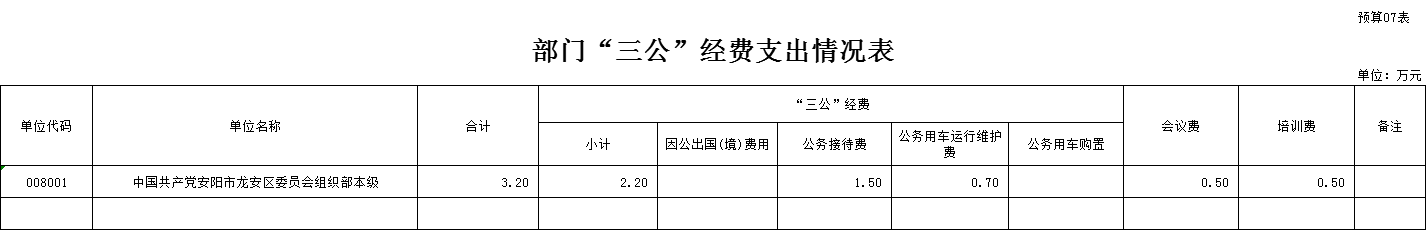 预算07表
部门“三公”经费支出情况表
单位：万元
单位代码 单位名称 合计 “三公”经费 会议费 培训费 备注
小计 因公出国(境)费用 公务接待费 公务用车运行维护费 公务用车购置
008001 中国共产党安阳市龙安区委员会组织部本级 3.20 2.20 1.50 0.70 0.50 0.50